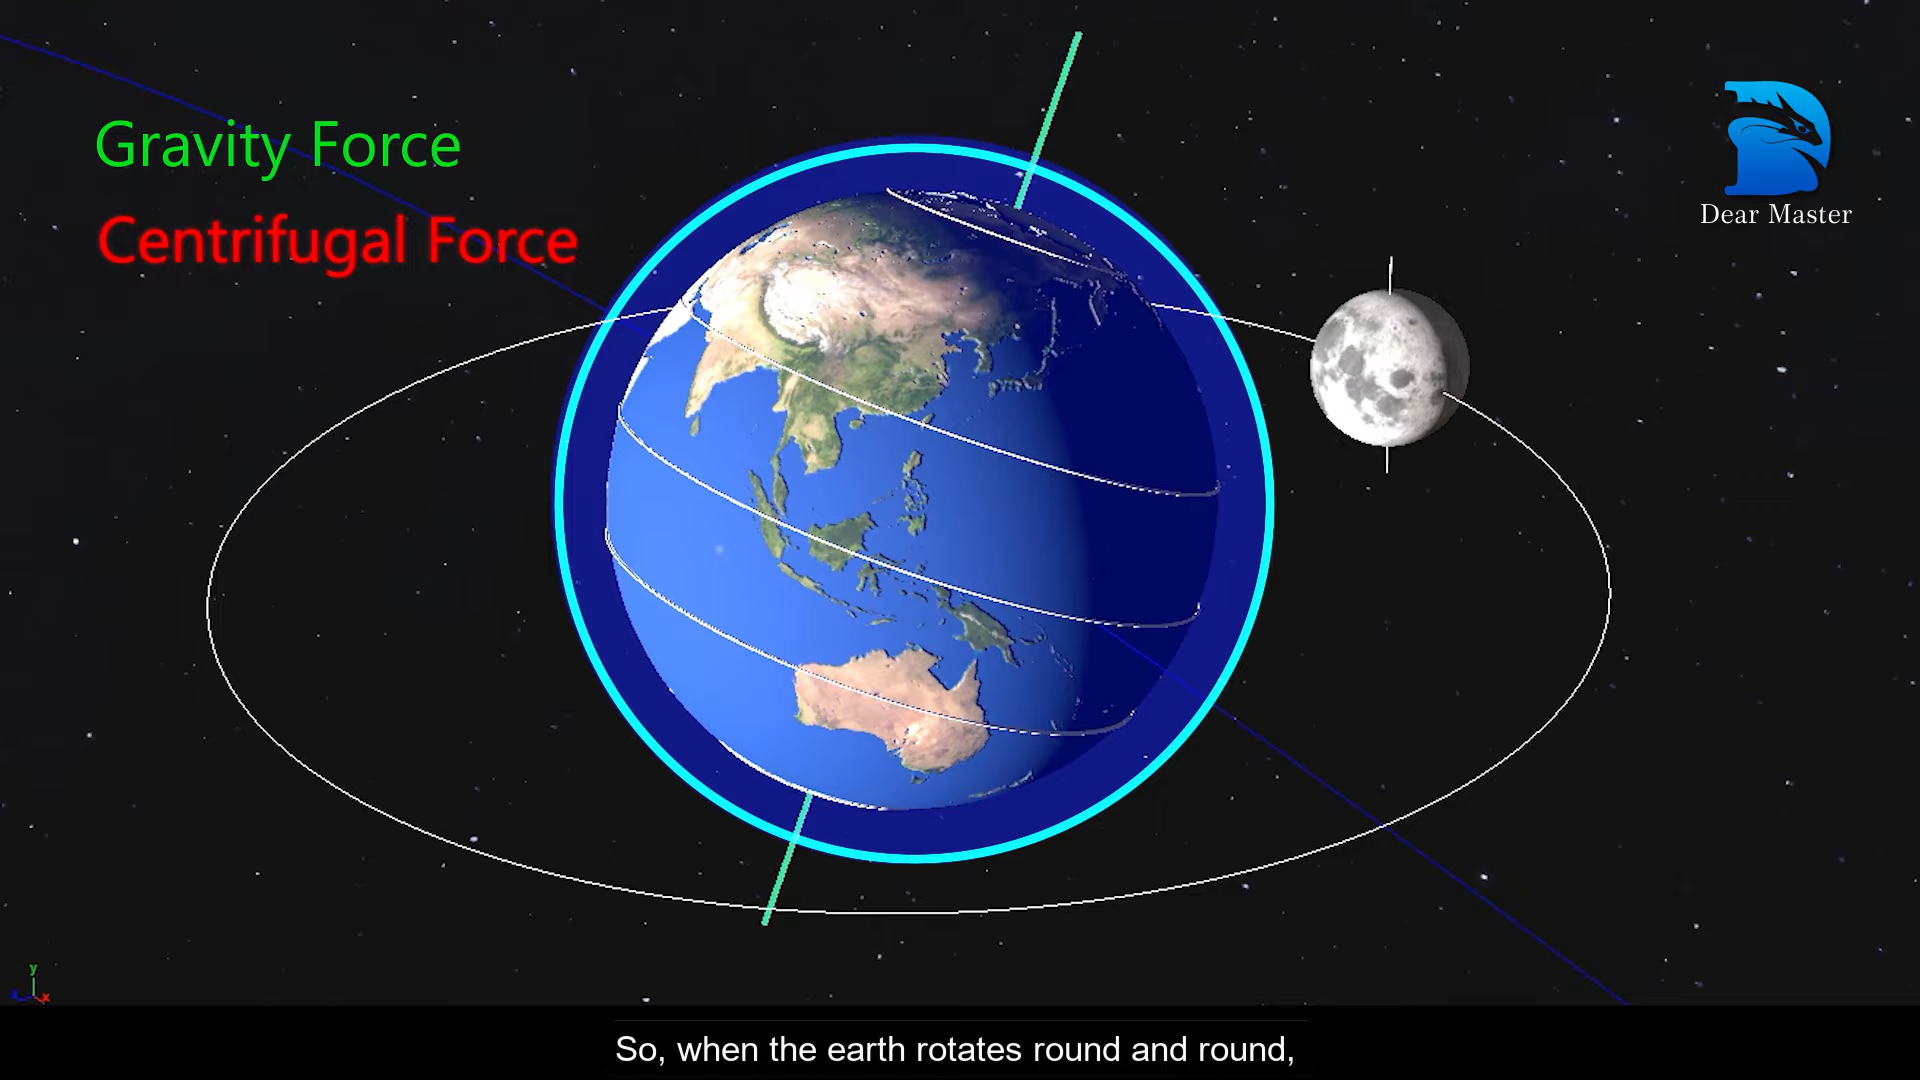 Gravity Force
Centrifugal Force
Dear Master
y
x
So, when the earth rotates round and round,